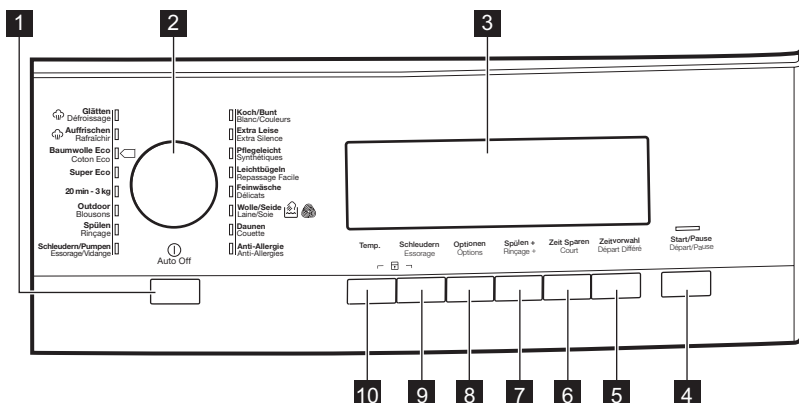 1
2
3
Glätten
Défroissage
Auffrischen
Rafraîchir
Baumwolle Eco
Coton Eco
Super Eco
20 min - 3 kg
Outdoor
Blousons
Spülen
Rinçage
Schleudern/Pumpen
Essorage/Vidange
Auto Off
Koch/Bunt
Blanc/Couleurs
Extra Leise
Extra Silence
Pflegeleicht
Synthétiques
Leichtbügeln
Repassage Facile
Feinwäsche
Délicats
Wolle/Seide
Laine/Soie
Daunen
Couette
Anti-Allergie
Anti-Allergies
Temp.
Schleudern
Essorage
Optionen
Options
Spülen +
Rinçage +
Zeit Sparen
Court
Zeitvorwahl
Départ Différé
Start/Pause
Départ/Pause
10
9
8
7
6
5
4